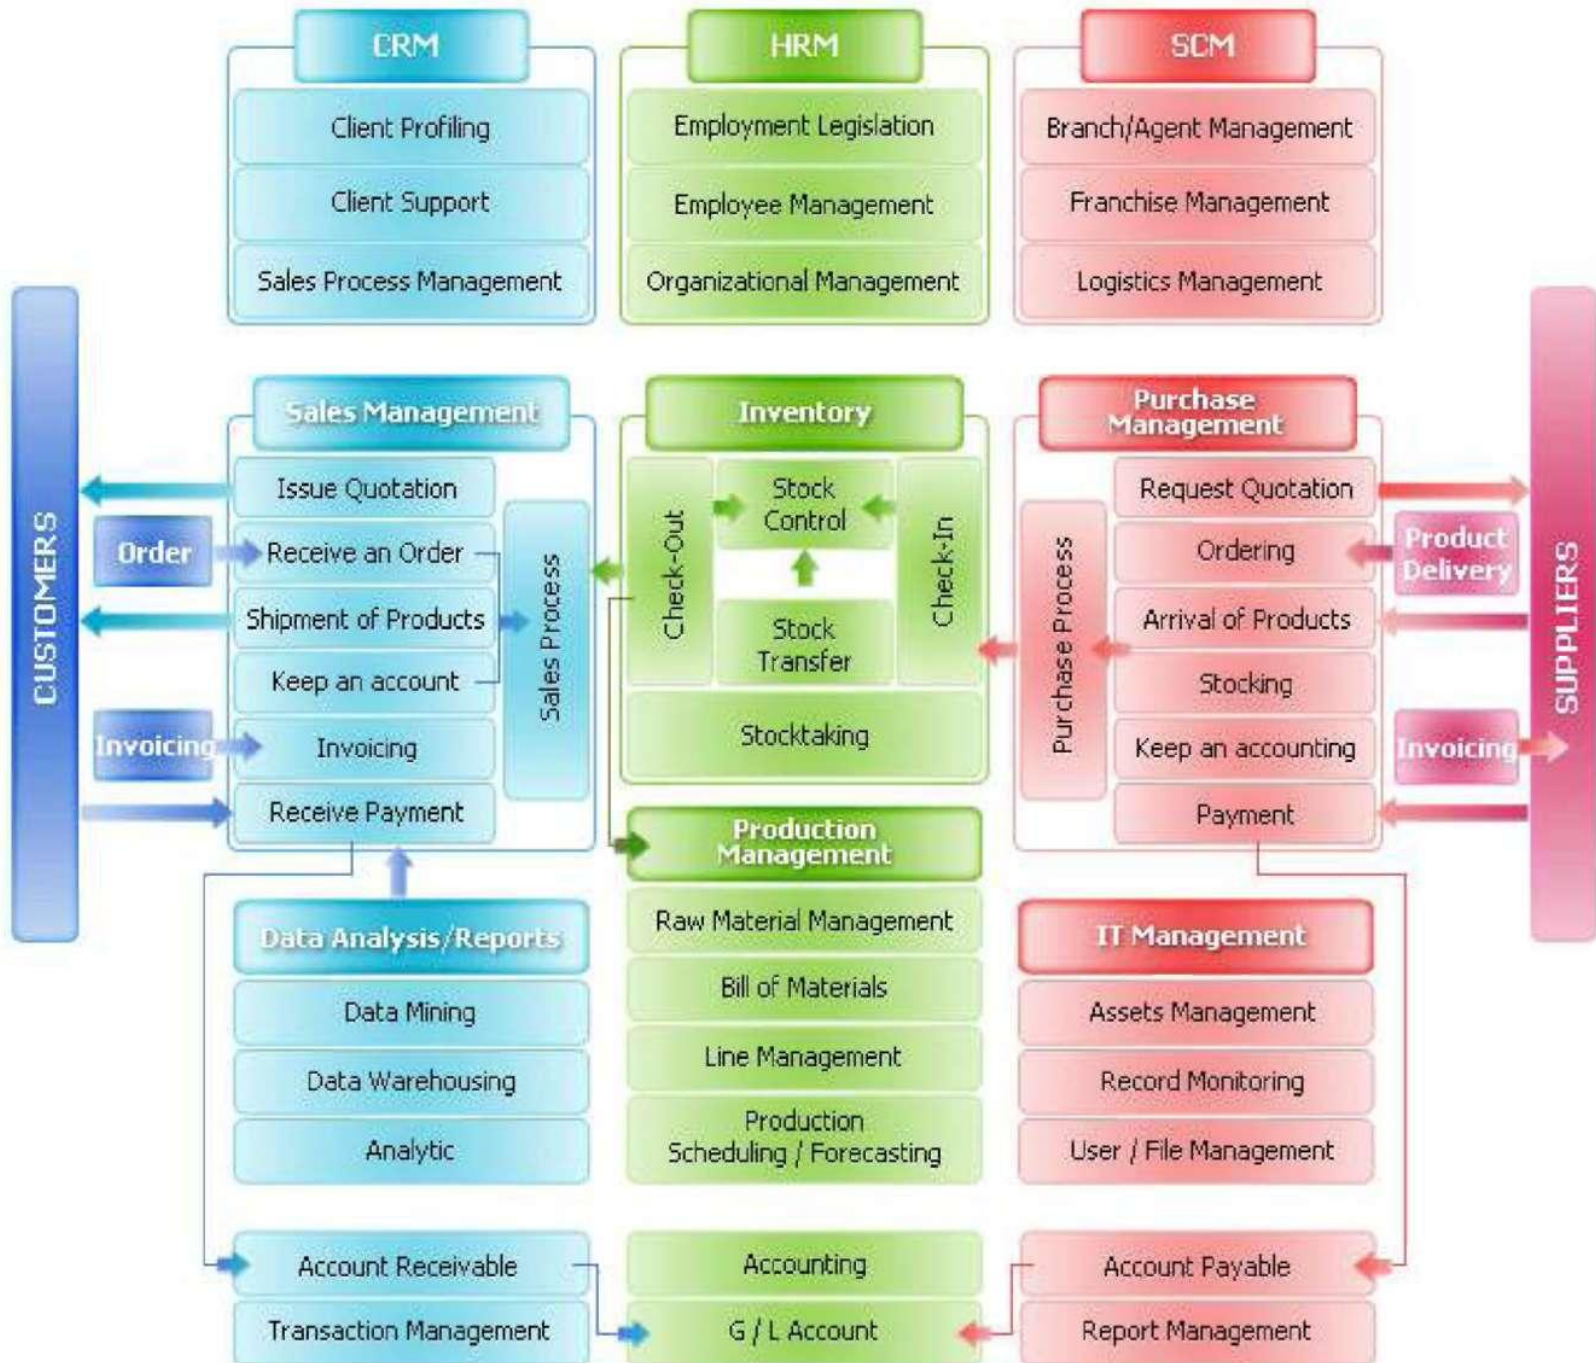 CRM
Client Profiling
Client Support
Sales Process Management
HRM
Employment Legislation
Employee Management
Organizational Management
SCM
Branch/Agent Management
Franchise Management
Logistics Management
CUSTOMERS
Order
Invoicing
Sales Management
Issue Quotation
Receive an Order
Shipment of Products
Keep an account
Invoicing
Receive Payment
Sales Process
Inventory
Check-Out
Stock
Control
Stock
Transfer
Check-In
Stocktaking
Purchase
Management
Purchase Process
Request Quotation
Ordering
Arrival of Products
Stocking
Keep an accounting
Payment
Product
Delivery
Invoicing
SUPPLIERS
Data Analysis/Reports
Data Mining
Data Warehousing
Analytic
Production
Management
Raw Material Management
Bill of Materials
Line Management
Production
Scheduling / Forecasting
IT Management
Assets Management
Record Monitoring
User / File Management
Account Receivable
Transaction Management
Accounting
G / L Account
Account Payable
Report Management